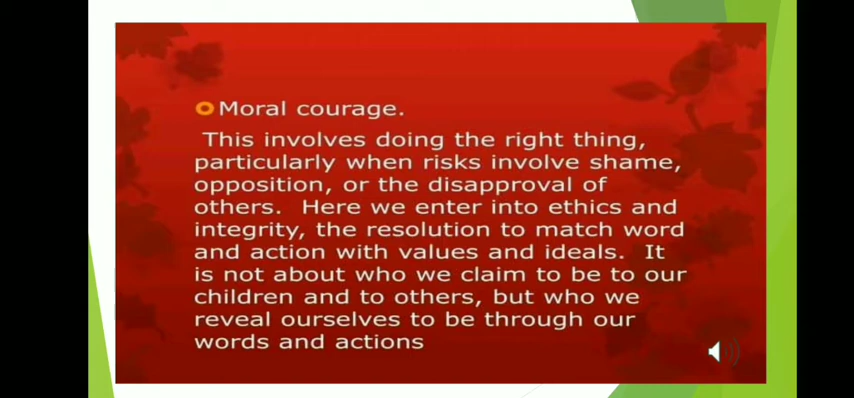 Moral courage.
This involves doing the right thing,
particularly when risks involve shame,
opposition, or the disapproval of
others. Here we enter into ethics and
integrity, the resolution to match word
and action with values and ideals. It
is not about who we claim to be to our
children and to others, but who we
reveal ourselves to be through our
words and actions